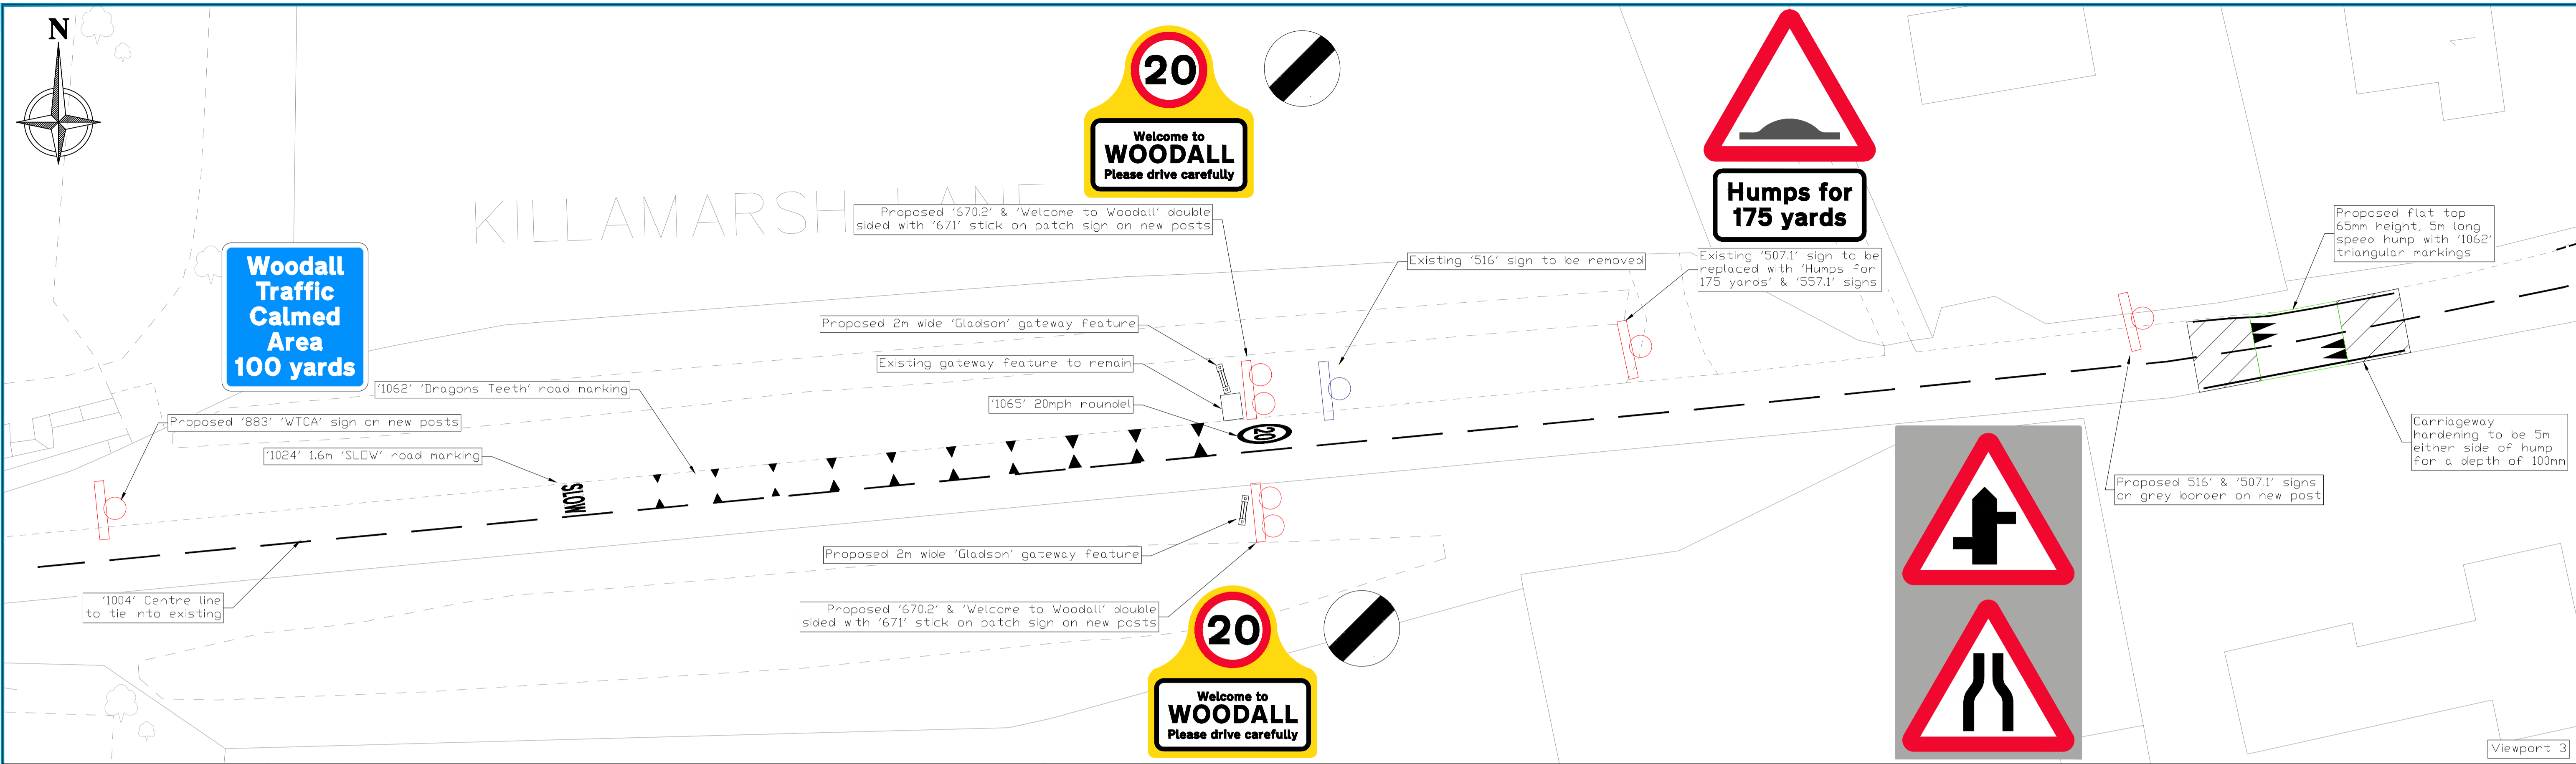 N
20
Welcome to
WOODALL
Please drive carefully
Humps for
175 yards
KILLAMARSH LANE
Proposed '670.2' & 'Welcome to Woodall' double
sided with '671' stick on patch sign on new posts
Existing '516' sign to be removed
Existing '507.1' sign to be
replaced with 'Humps for
175 yards' & '557.1' signs
Proposed flat top
65mm height, 5m long
speed hump with '1062'
triangular markings
Woodall
Traffic
Calmed
Area
100 yards
Proposed 2m wide 'Gladson' gateway feature
Existing gateway feature to remain
'1062' 'Dragons Teeth' road marking
'1065' 20mph roundel
20
Proposed '883' 'WTCA' sign on new posts
'1024' 1.6m 'SLOW' road marking
SLOW
Carriageway
hardening to be 5m
either side of hump
for a depth of 100mm
Proposed 516' & '507.1' signs
on grey border on new post
Proposed 2m wide 'Gladson' gateway feature
'1004' Centre line
to tie into existing
Proposed '670.2' & 'Welcome to Woodall' double
sided with '671' stick on patch sign on new posts
20
Welcome to
WOODALL
Please drive carefully
Viewport 3